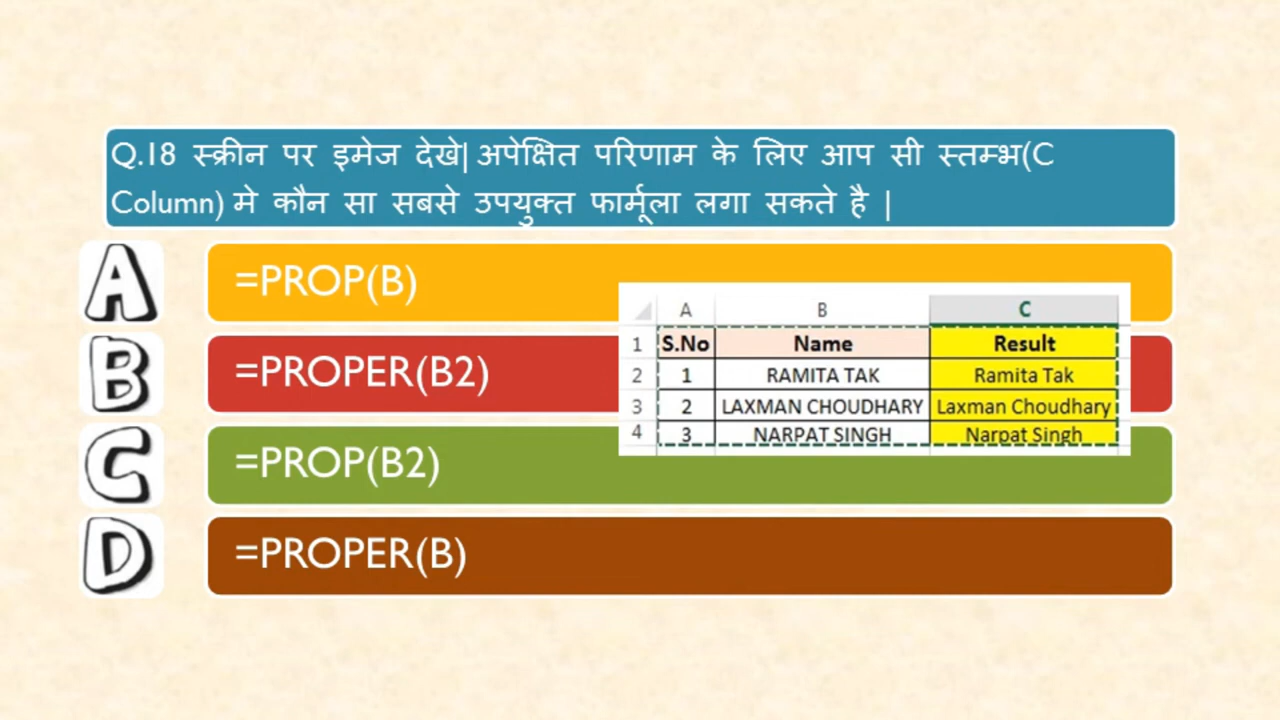 Q.18 स्क्रीन पर इमेज देखे| अपेक्षित परिणाम के लिए आप सी स्तम्भ(C
Column) मे कौन सा सबसे उपयुक्त फार्मूला लगा सकते है |
A =PROP(B)
B =PROPER(B2)
C =PROP(B2)
D =PROPER(B)
A B C
1 S.No Name Result
2 1 RAMITA TAK Ramita Tak
3 2 LAXMAN CHOUDHARY Laxman Choudhary
4 3 NARPAT SINGH Narpat Singh